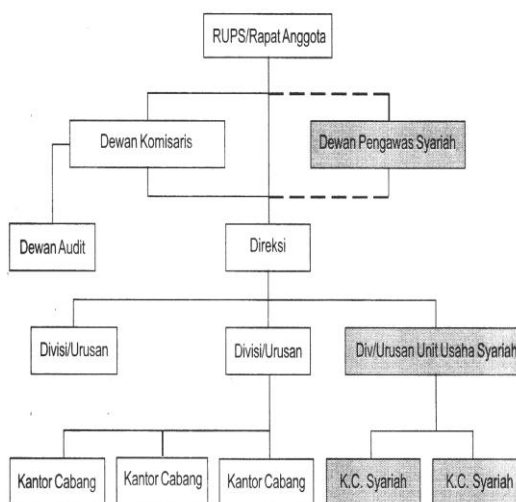 RUPS/Rapat Anggota
Dewan Komisaris
Dewan Pengawas Syariah
Dewan Audit
Direksi
Divisi/Urusan
Divisi/Urusan
Div/Urusan Unit Usaha Syariah
Kantor Cabang
Kantor Cabang
Kantor Cabang
K.C. Syariah
K.C. Syariah